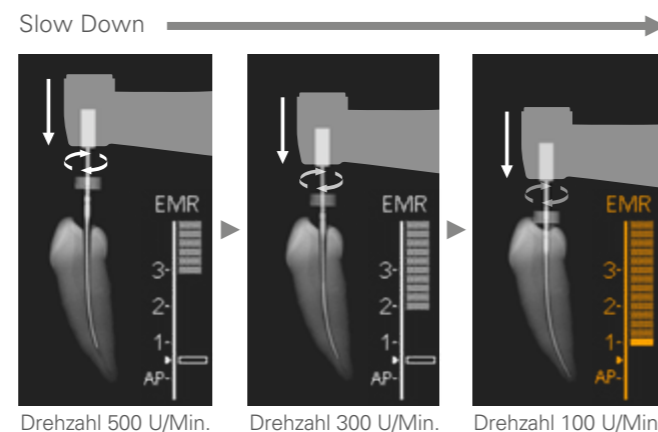 Slow Down
EMR
3-
2-
1-
AP-
EMR
3-
2-
1-
AP-
EMR
3-
2-
1-
AP-
Drehzahl 500 U/Min.
Drehzahl 300 U/Min.
Drehzahl 100 U/Min